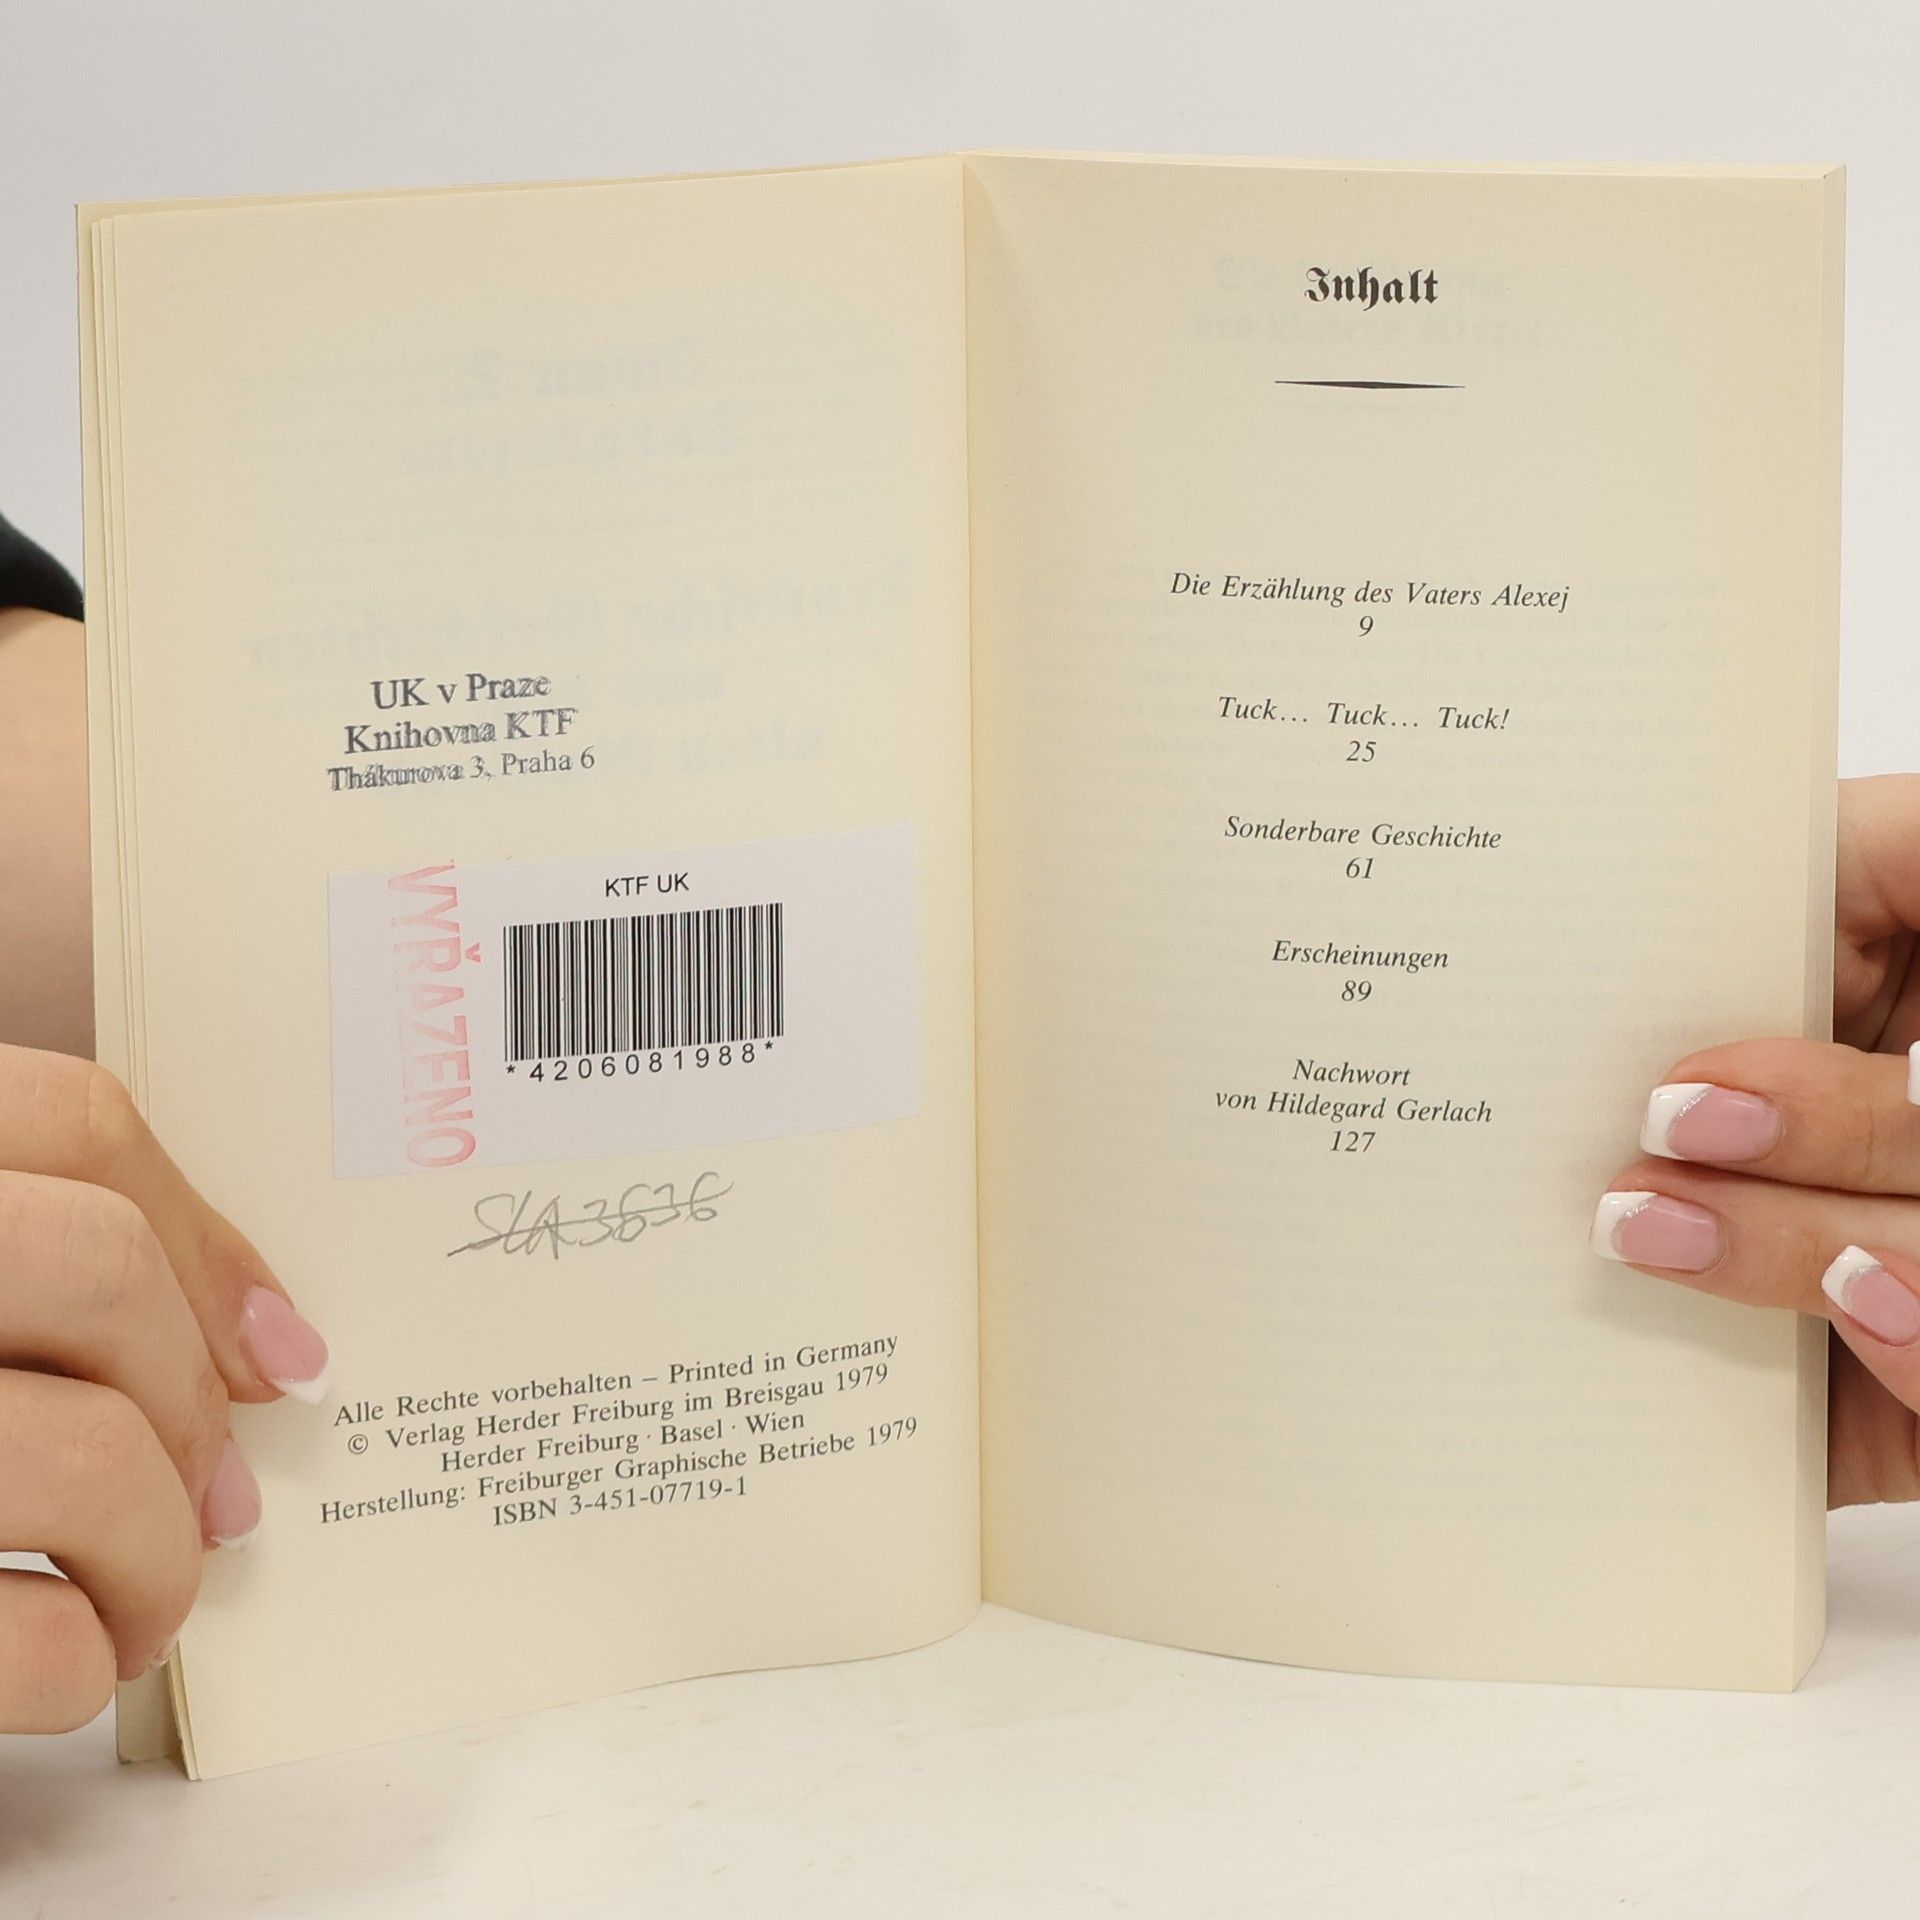 UK v Praze
Knihovna KTF
Thákurova 3, Praha 6
KTF UK
VYŘAZENO
*4206081988*
SLA 3636
Alle Rechte vorbehalten – Printed in Germany
© Verlag Herder Freiburg im Breisgau 1979
Herder Freiburg · Basel · Wien
Herstellung: Freiburger Graphische Betriebe 1979
ISBN 3-451-07719-1
Inhalt
Die Erzählung des Vaters Alexej
9
Tuck... Tuck... Tuck!
25
Sonderbare Geschichte
61
Erscheinungen
89
Nachwort
von Hildegard Gerlach
127